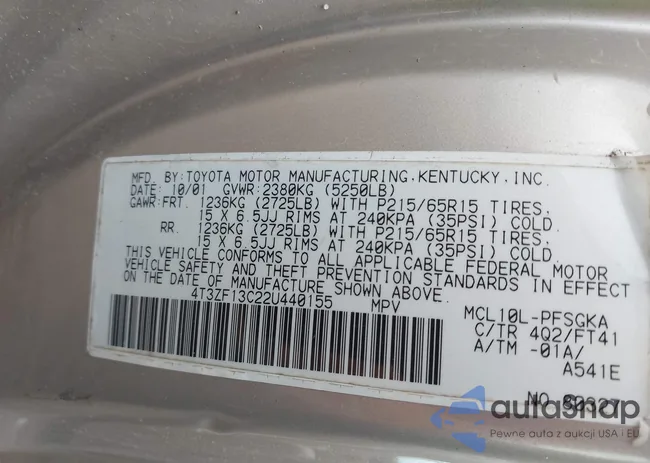 MFD. BY:TOYOTA MOTOR MANUFACTURING,KENTUCKY,INC.
DATE: 10/01 GVWR:2380KG (5250LB)
GAWR:FRT. 1236KG (2725LB) WITH P215/65R15 TIRES,
15 X 6.5JJ RIMS AT 240KPA (35PSI) COLD.
RR. 1236KG (2725LB) WITH P215/65R15 TIRES,
15 X 6.5JJ RIMS AT 240KPA (35PSI) COLD.
THIS VEHICLE CONFORMS TO ALL APPLICABLE FEDERAL MOTOR
VEHICLE SAFETY AND THEFT PREVENTION STANDARDS IN EFFECT
ON THE DATE OF MANUFACTURE SHOWN ABOVE.
4T3ZF13C22U440155 MPV
MCL10L-PFSGKA
C/TR 4Q2/FT41
A/TM -01A/
A541E
NO
autosnap
Pewne auta z aukcji USA i EU